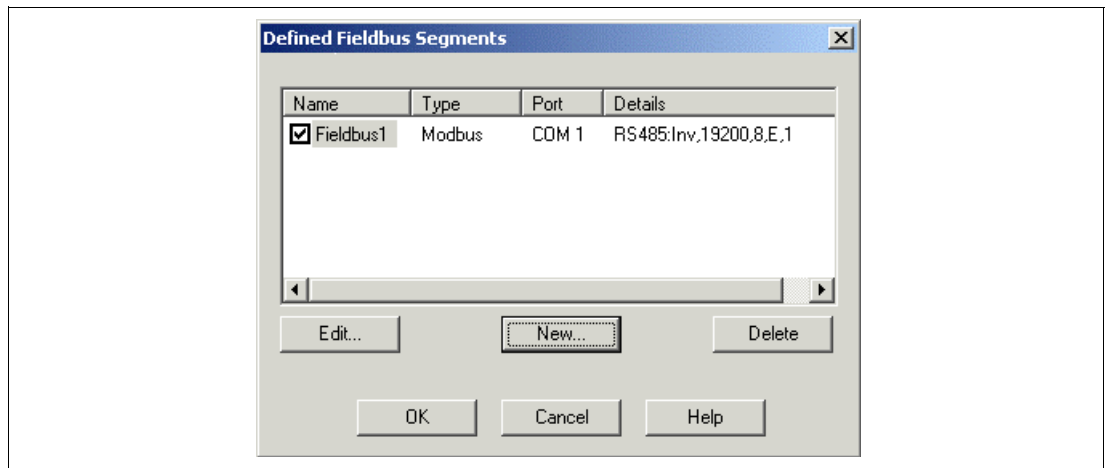 Defined Fieldbus Segments
Name Type Port Details
Fieldbus1 Modbus COM 1 RS485:Inv,19200,8,E,1
Edit... New... Delete
OK Cancel Help